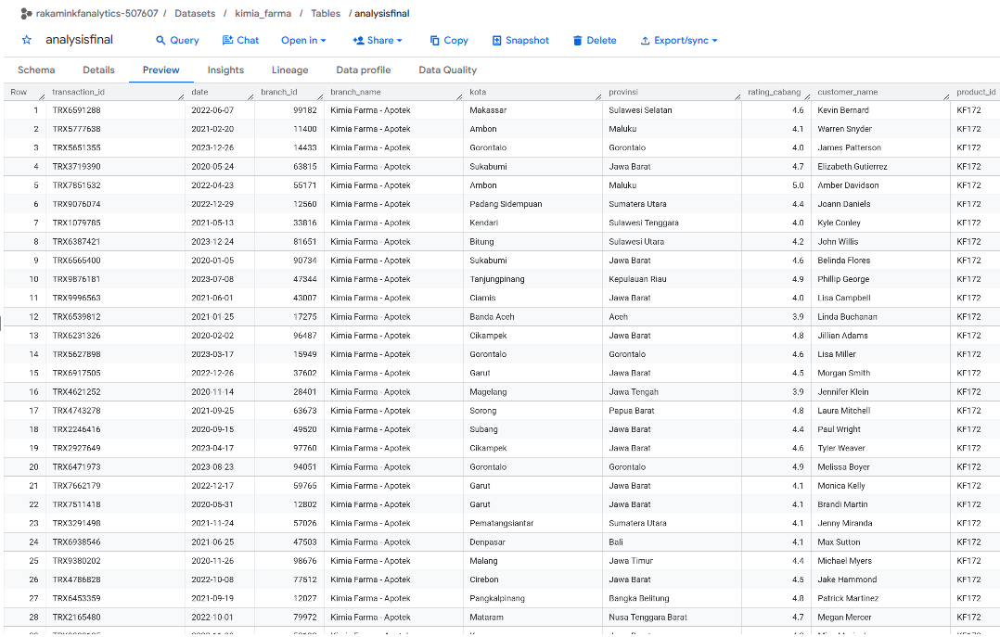 rakaminkfanalytics-507607 / Datasets / kimia_farma / Tables / analysisfinal
analysisfinal Query Chat Open in Share Copy Snapshot Delete Export/sync
Schema Details Preview Insights Lineage Data profile Data Quality
Row transaction_id date branch_id branch_name kota provinsi rating_cabang customer_name product_id
1 TRX6591288 2022-06-07 99182 Kimia Farma - Apotek Makassar Sulawesi Selatan 4.6 Kevin Bernard KF172
2 TRX5777638 2021-02-20 11400 Kimia Farma - Apotek Ambon Maluku 4.1 Warren Snyder KF172
3 TRX5651355 2023-12-26 14433 Kimia Farma - Apotek Gorontalo Gorontalo 4.0 James Patterson KF172
4 TRX3719390 2020-05-24 63815 Kimia Farma - Apotek Sukabumi Jawa Barat 4.7 Elizabeth Gutierrez KF172
5 TRX7851532 2022-04-23 55171 Kimia Farma - Apotek Ambon Maluku 5.0 Amber Davidson KF172
6 TRX9076074 2022-12-29 12560 Kimia Farma - Apotek Padang Sidempuan Sumatera Utara 4.4 Joann Daniels KF172
7 TRX1079785 2021-05-13 33816 Kimia Farma - Apotek Kendari Sulawesi Tenggara 4.0 Kyle Conley KF172
8 TRX6387421 2023-12-24 81651 Kimia Farma - Apotek Bitung Sulawesi Utara 4.2 John Willis KF172
9 TRX6565400 2020-01-05 90734 Kimia Farma - Apotek Sukabumi Jawa Barat 4.6 Belinda Flores KF172
10 TRX9876181 2023-07-08 47344 Kimia Farma - Apotek Tanjungpinang Kepulauan Riau 4.9 Phillip George KF172
11 TRX9996563 2021-06-01 43007 Kimia Farma - Apotek Ciamis Jawa Barat 4.0 Lisa Campbell KF172
12 TRX6539812 2021-01-25 17275 Kimia Farma - Apotek Banda Aceh Aceh 3.9 Linda Buchanan KF172
13 TRX6231326 2020-02-02 96487 Kimia Farma - Apotek Cikampek Jawa Barat 4.8 Jillian Adams KF172
14 TRX5627898 2023-03-17 15949 Kimia Farma - Apotek Gorontalo Gorontalo 4.6 Lisa Miller KF172
15 TRX6917505 2022-12-26 37602 Kimia Farma - Apotek Garut Jawa Barat 4.5 Morgan Smith KF172
16 TRX4621252 2020-11-14 28401 Kimia Farma - Apotek Magelang Jawa Tengah 3.9 Jennifer Klein KF172
17 TRX4743278 2021-09-25 63673 Kimia Farma - Apotek Sorong Papua Barat 4.8 Laura Mitchell KF172
18 TRX2246416 2020-09-15 49520 Kimia Farma - Apotek Subang Jawa Barat 4.4 Paul Wright KF172
19 TRX2927649 2023-04-17 97760 Kimia Farma - Apotek Cikampek Jawa Barat 4.6 Tyler Weaver KF172
20 TRX6471973 2023-08-23 94051 Kimia Farma - Apotek Gorontalo Gorontalo 4.9 Melissa Boyer KF172
21 TRX7662179 2022-12-17 59765 Kimia Farma - Apotek Garut Jawa Barat 4.1 Monica Kelly KF172
22 TRX7511418 2020-05-31 12802 Kimia Farma - Apotek Garut Jawa Barat 4.1 Brandi Martin KF172
23 TRX3291498 2021-11-24 57026 Kimia Farma - Apotek Pematangsiantar Sumatera Utara 4.1 Jenny Miranda KF172
24 TRX6938546 2021-06-25 47503 Kimia Farma - Apotek Denpasar Bali 4.1 Max Sutton KF172
25 TRX9380202 2020-11-26 98676 Kimia Farma - Apotek Malang Jawa Timur 4.4 Michael Myers KF172
26 TRX4786828 2022-10-08 77512 Kimia Farma - Apotek Cirebon Jawa Barat 4.5 Jake Hammond KF172
27 TRX6453359 2021-09-19 12027 Kimia Farma - Apotek Pangkalpinang Bangka Belitung 4.8 Patrick Martinez KF172
28 TRX2165480 2022-10-01 79972 Kimia Farma - Apotek Mataram Nusa Tenggara Barat 4.7 Megan Mercer KF172